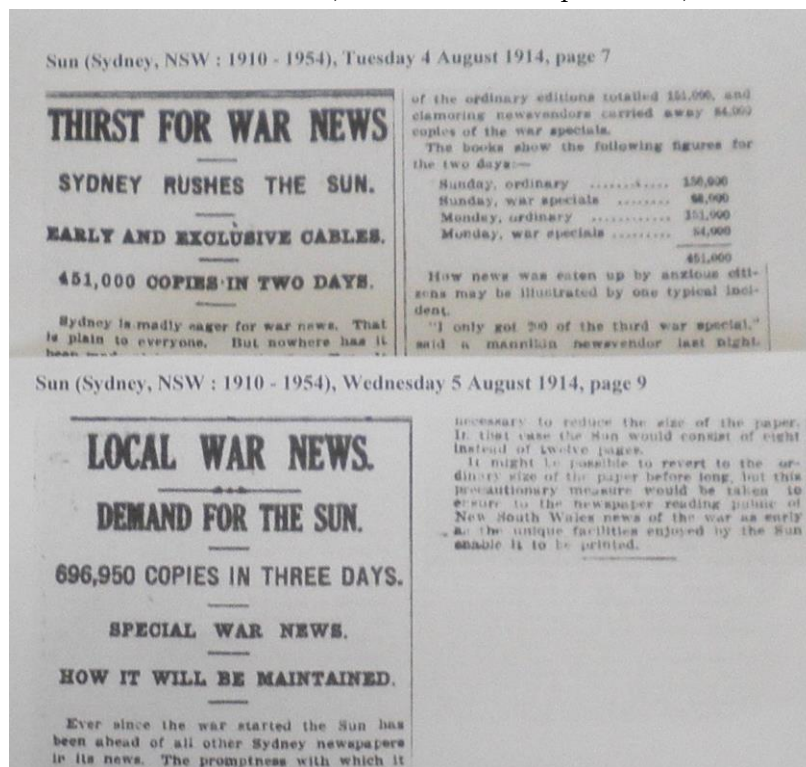 Sun (Sydney, NSW : 1910 - 1954), Tuesday 4 August 1914, page 7
THIRST FOR WAR NEWS
SYDNEY RUSHES THE SUN.
EARLY AND EXCLUSIVE CABLES.
451,000 COPIES IN TWO DAYS.
Sydney is madly eager for war news. That
is plain to everyone. But nowhere has it
been
of the ordinary editions totalled 151,000, and
clamoring newsvendors carried away 84,000
copies of the war specials.
The books show the following figures for
the two days:—
Sunday, ordinary .......... 150,000
Sunday, war specials ........ 66,000
Monday, ordinary ............ 151,000
Monday, war specials ......... 84,000
451,000
How news was eaten up by anxious citi-
zens may be illustrated by one typical inci-
dent.
"I only got 200 of the third war special,"
said a mannikin newsvendor last night.
Sun (Sydney, NSW : 1910 - 1954), Wednesday 5 August 1914, page 9
LOCAL WAR NEWS.
DEMAND FOR THE SUN.
696,950 COPIES IN THREE DAYS.
SPECIAL WAR NEWS.
HOW IT WILL BE MAINTAINED.
Ever since the war started the Sun has
been ahead of all other Sydney newspapers
in its news. The promptness with which it
necessary to reduce the size of the paper.
In that case the Sun would consist of eight
instead of twelve pages.
It might be possible to revert to the or-
dinary size of the paper before long, but this
precautionary measure would be taken to
ensure to the newspaper reading public of
New South Wales news of the war as early
as the unique facilities enjoyed by the Sun
enable it to be printed.